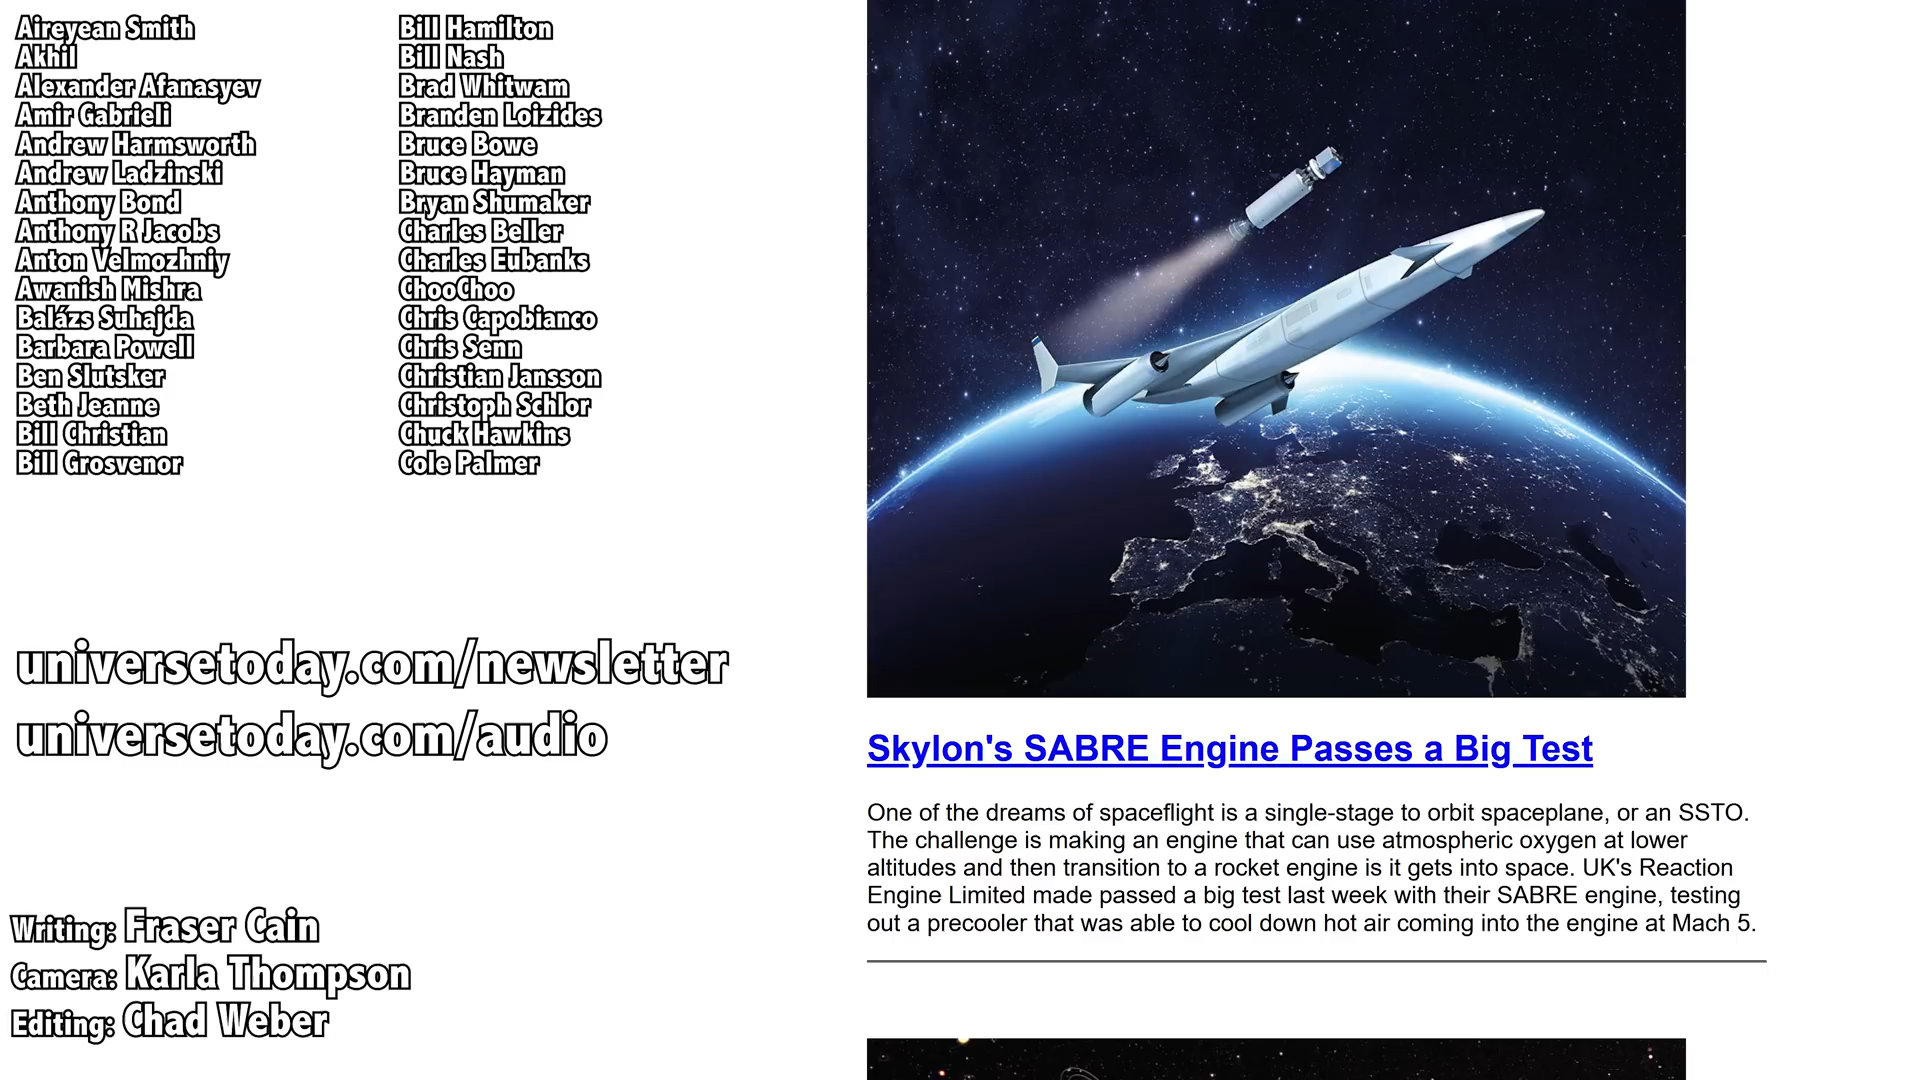 Aireyean Smith
Akhil
Alexander Afanasyev
Amir Gabrieli
Andrew Harmsworth
Andrew Ladzinski
Anthony Bond
Anthony R Jacobs
Anton Velmozhniy
Awanish Mishra
Balázs Suhajda
Barbara Powell
Ben Slutsker
Beth Jeanne
Bill Christian
Bill Grosvenor
Bill Hamilton
Bill Nash
Brad Whitwam
Branden Loizides
Bruce Bowe
Bruce Hayman
Bryan Shumaker
Charles Beller
Charles Eubanks
ChooChoo
Chris Capobianco
Chris Senn
Christian Jansson
Christoph Schlor
Chuck Hawkins
Cole Palmer
universetoday.com/newsletter
universetoday.com/audio
Writing: Fraser Cain
Camera: Karla Thompson
Editing: Chad Weber
Skylon's SABRE Engine Passes a Big Test
One of the dreams of spaceflight is a single-stage to orbit spaceplane, or an SSTO.
The challenge is making an engine that can use atmospheric oxygen at lower
altitudes and then transition to a rocket engine is it gets into space. UK's Reaction
Engine Limited made passed a big test last week with their SABRE engine, testing
out a precooler that was able to cool down hot air coming into the engine at Mach 5.